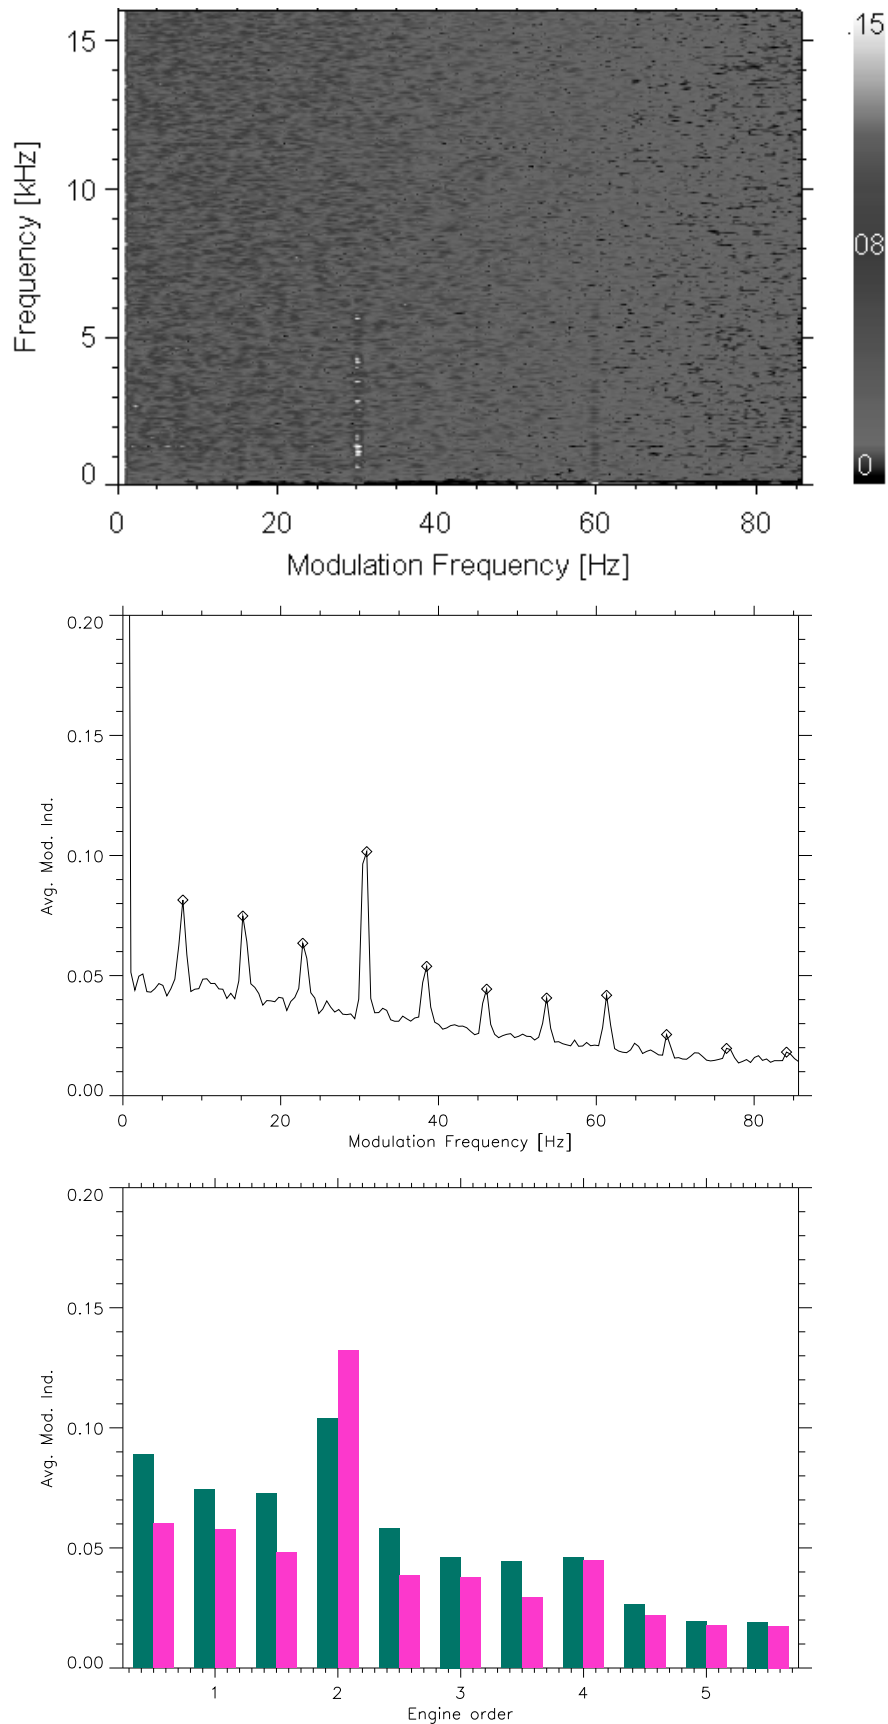 .15
15
Frequency [kHz]
10
08
5
0
0
0 20 40 60 80
Modulation Frequency [Hz]
0.20
0.15
Avg. Mod. Ind.
0.10
0.05
0.00
0 20 40 60 80
Modulation Frequency [Hz]
0.20
0.15
Avg. Mod. Ind.
0.10
0.05
0.00
1 2 3 4 5
Engine order